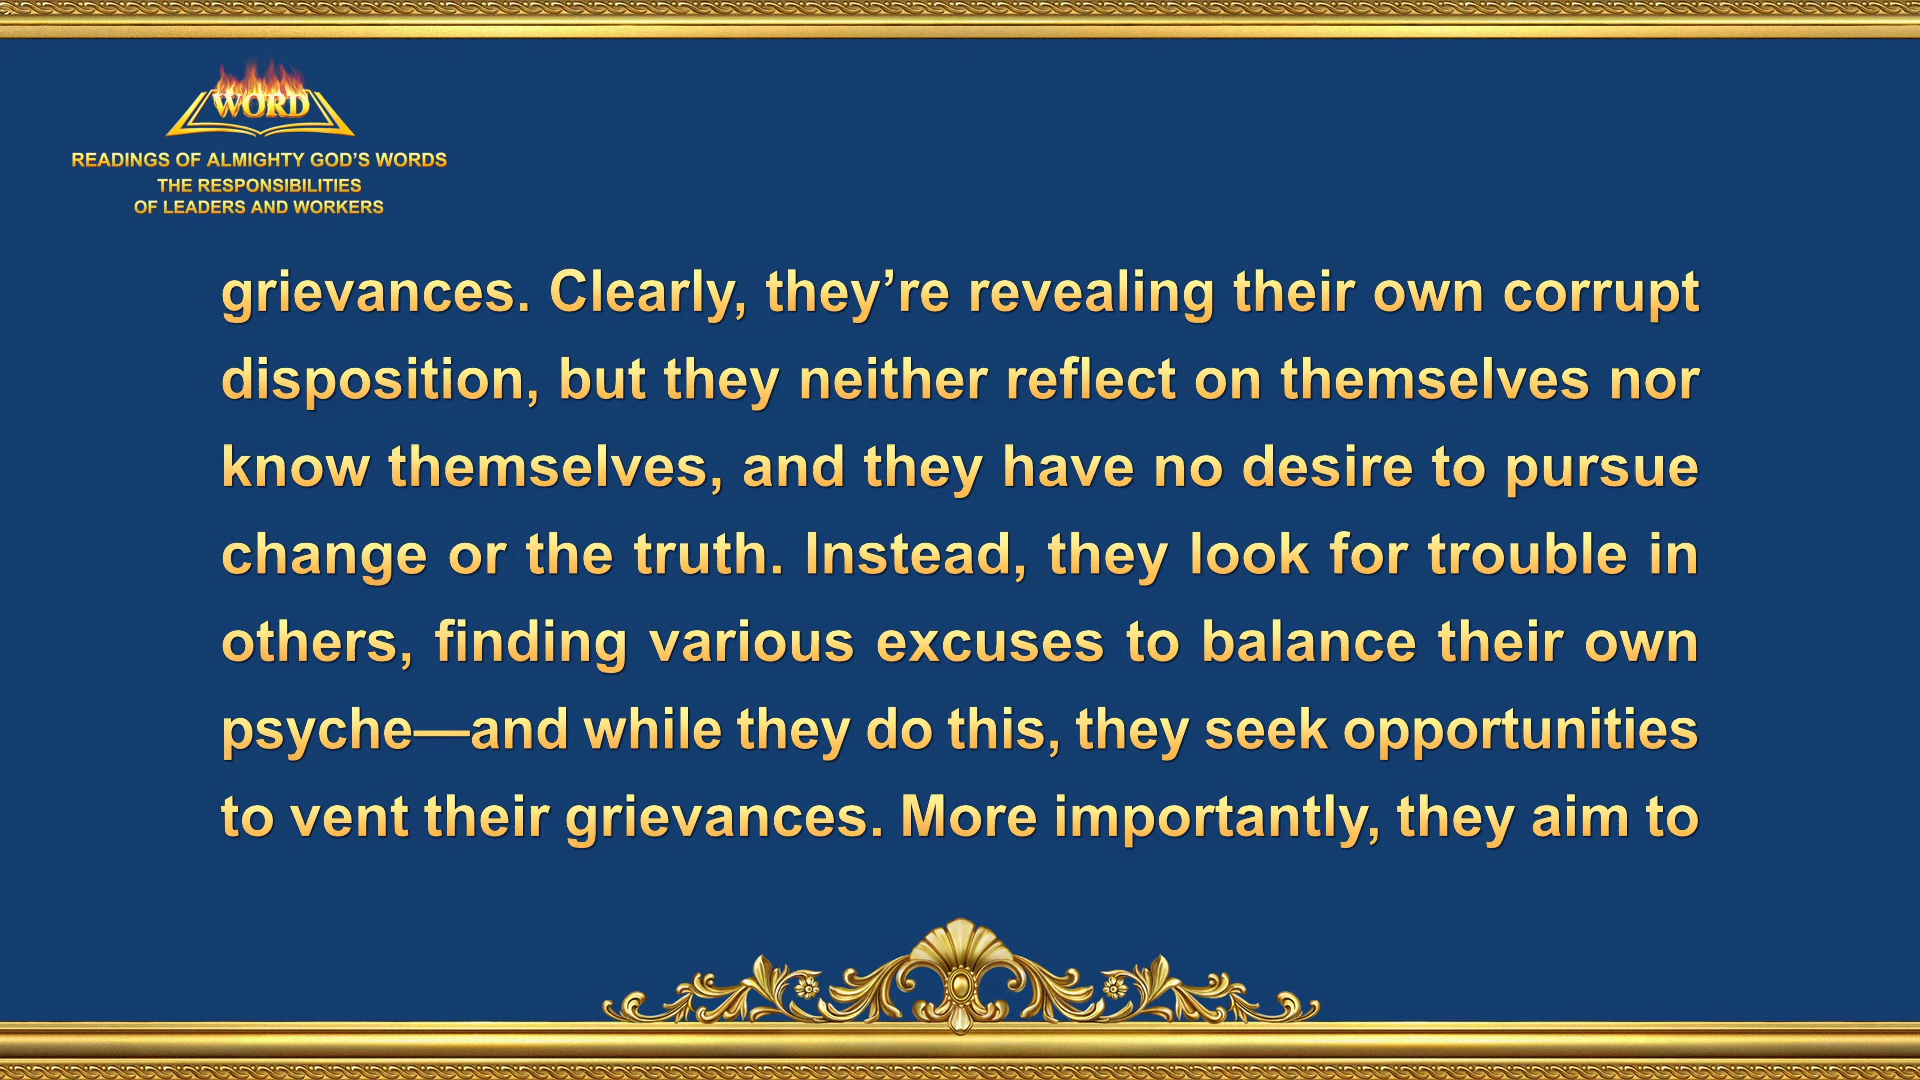 WORD
READINGS OF ALMIGHTY GOD’S WORDS
THE RESPONSIBILITIES
OF LEADERS AND WORKERS
grievances. Clearly, they’re revealing their own corrupt
disposition, but they neither reflect on themselves nor
know themselves, and they have no desire to pursue
change or the truth. Instead, they look for trouble in
others, finding various excuses to balance their own
psyche—and while they do this, they seek opportunities
to vent their grievances. More importantly, they aim to